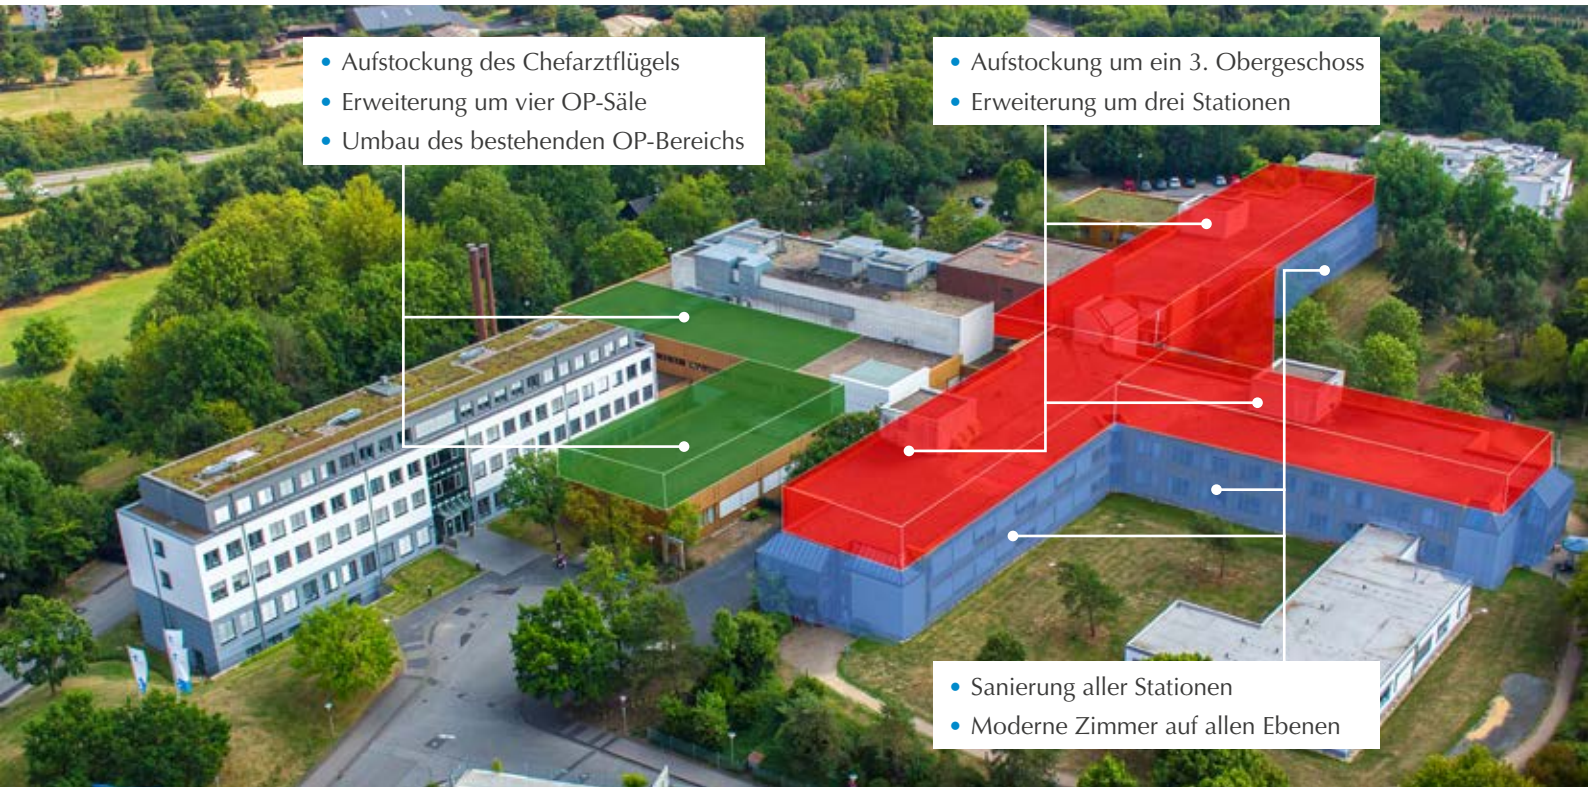 • Aufstockung des Chefarztflügels
• Erweiterung um vier OP-Säle
• Umbau des bestehenden OP-Bereichs
• Aufstockung um ein 3. Obergeschoss
• Erweiterung um drei Stationen
• Sanierung aller Stationen
• Moderne Zimmer auf allen Ebenen